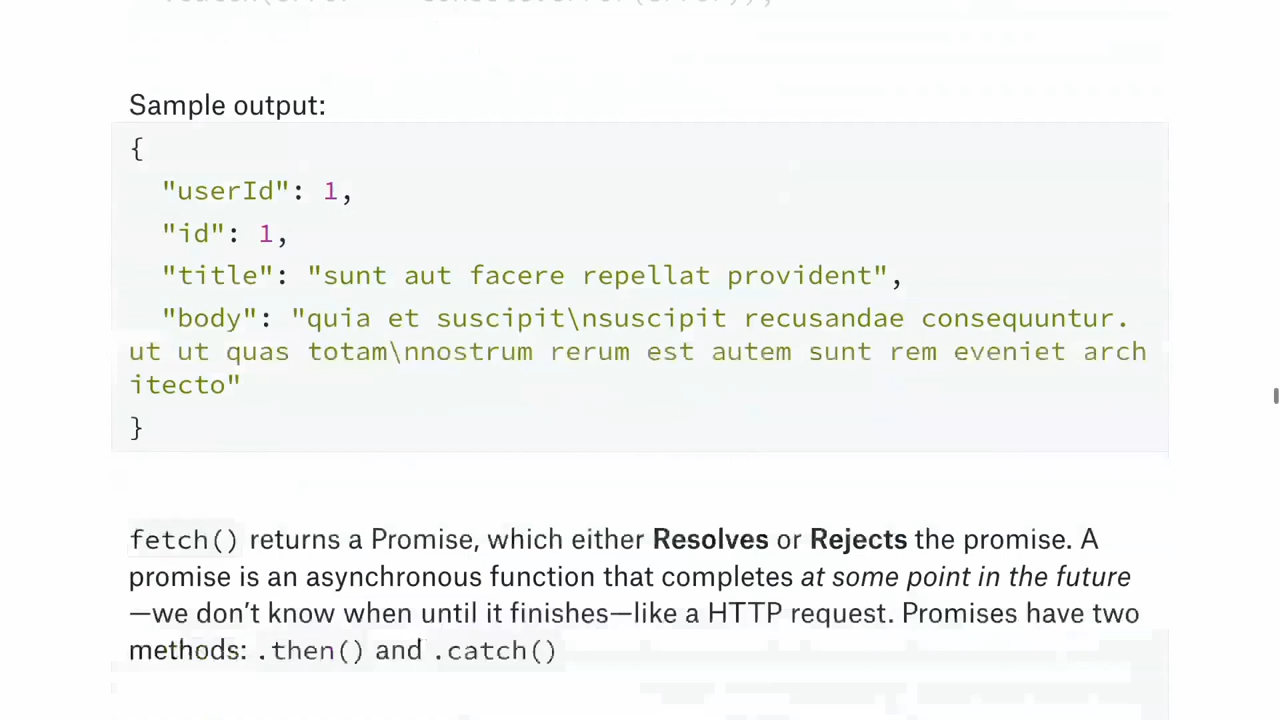 Sample output:
{
"userId": 1,
"id": 1,
"title": "sunt aut facere repellat provident",
"body": "quia et suscipit\nsuscipit recusandae consequuntur.
ut ut quas totam\nnostrum rerum est autem sunt rem eveniet arch
itecto"
}
fetch() returns a Promise, which either Resolves or Rejects the promise. A
promise is an asynchronous function that completes at some point in the future
—we don’t know when until it finishes—like a HTTP request. Promises have two
methods: .then() and .catch()